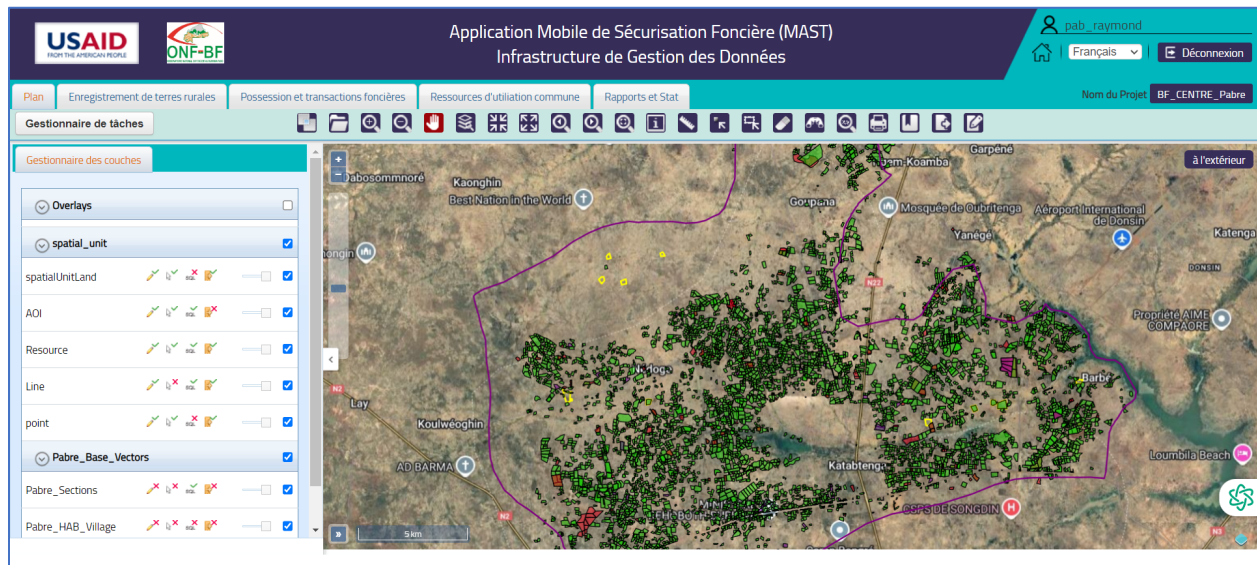 USAID
FROM THE AMERICAN PEOPLE
ONF-BF
Application Mobile de Sécurisation Foncière (MAST)
Infrastructure de Gestion des Données
pab_raymond
Français
Déconnexion
Plan
Enregistrement de terres rurales
Possession et transactions foncières
Ressources d'utiliation commune
Rapports et Stat
Nom du Projet
BF_CENTRE_Pabre
Gestionnaire de tâches
Gestionnaire des couches
à l'extérieur
Overlays
spatial_unit
spatialUnitLand
AOI
Resource
Line
point
Pabre_Base_Vectors
Pabre_Sections
Pabre_HAB_Village
Garpéné
Kaonghin
Best Nation in the World
Goupana
Mosquée de Oubritenga
Aéroport International
de Donsin
Yanégé
Katenga
DONSIN
N22
Propriété AIME
COMPAORE
N2
Lay
Koulwéoghin
Barbé
AD BARMA
Katabtenga
Loumbila Beach
CSPS DE SONGDIN
N2
N3
5 km